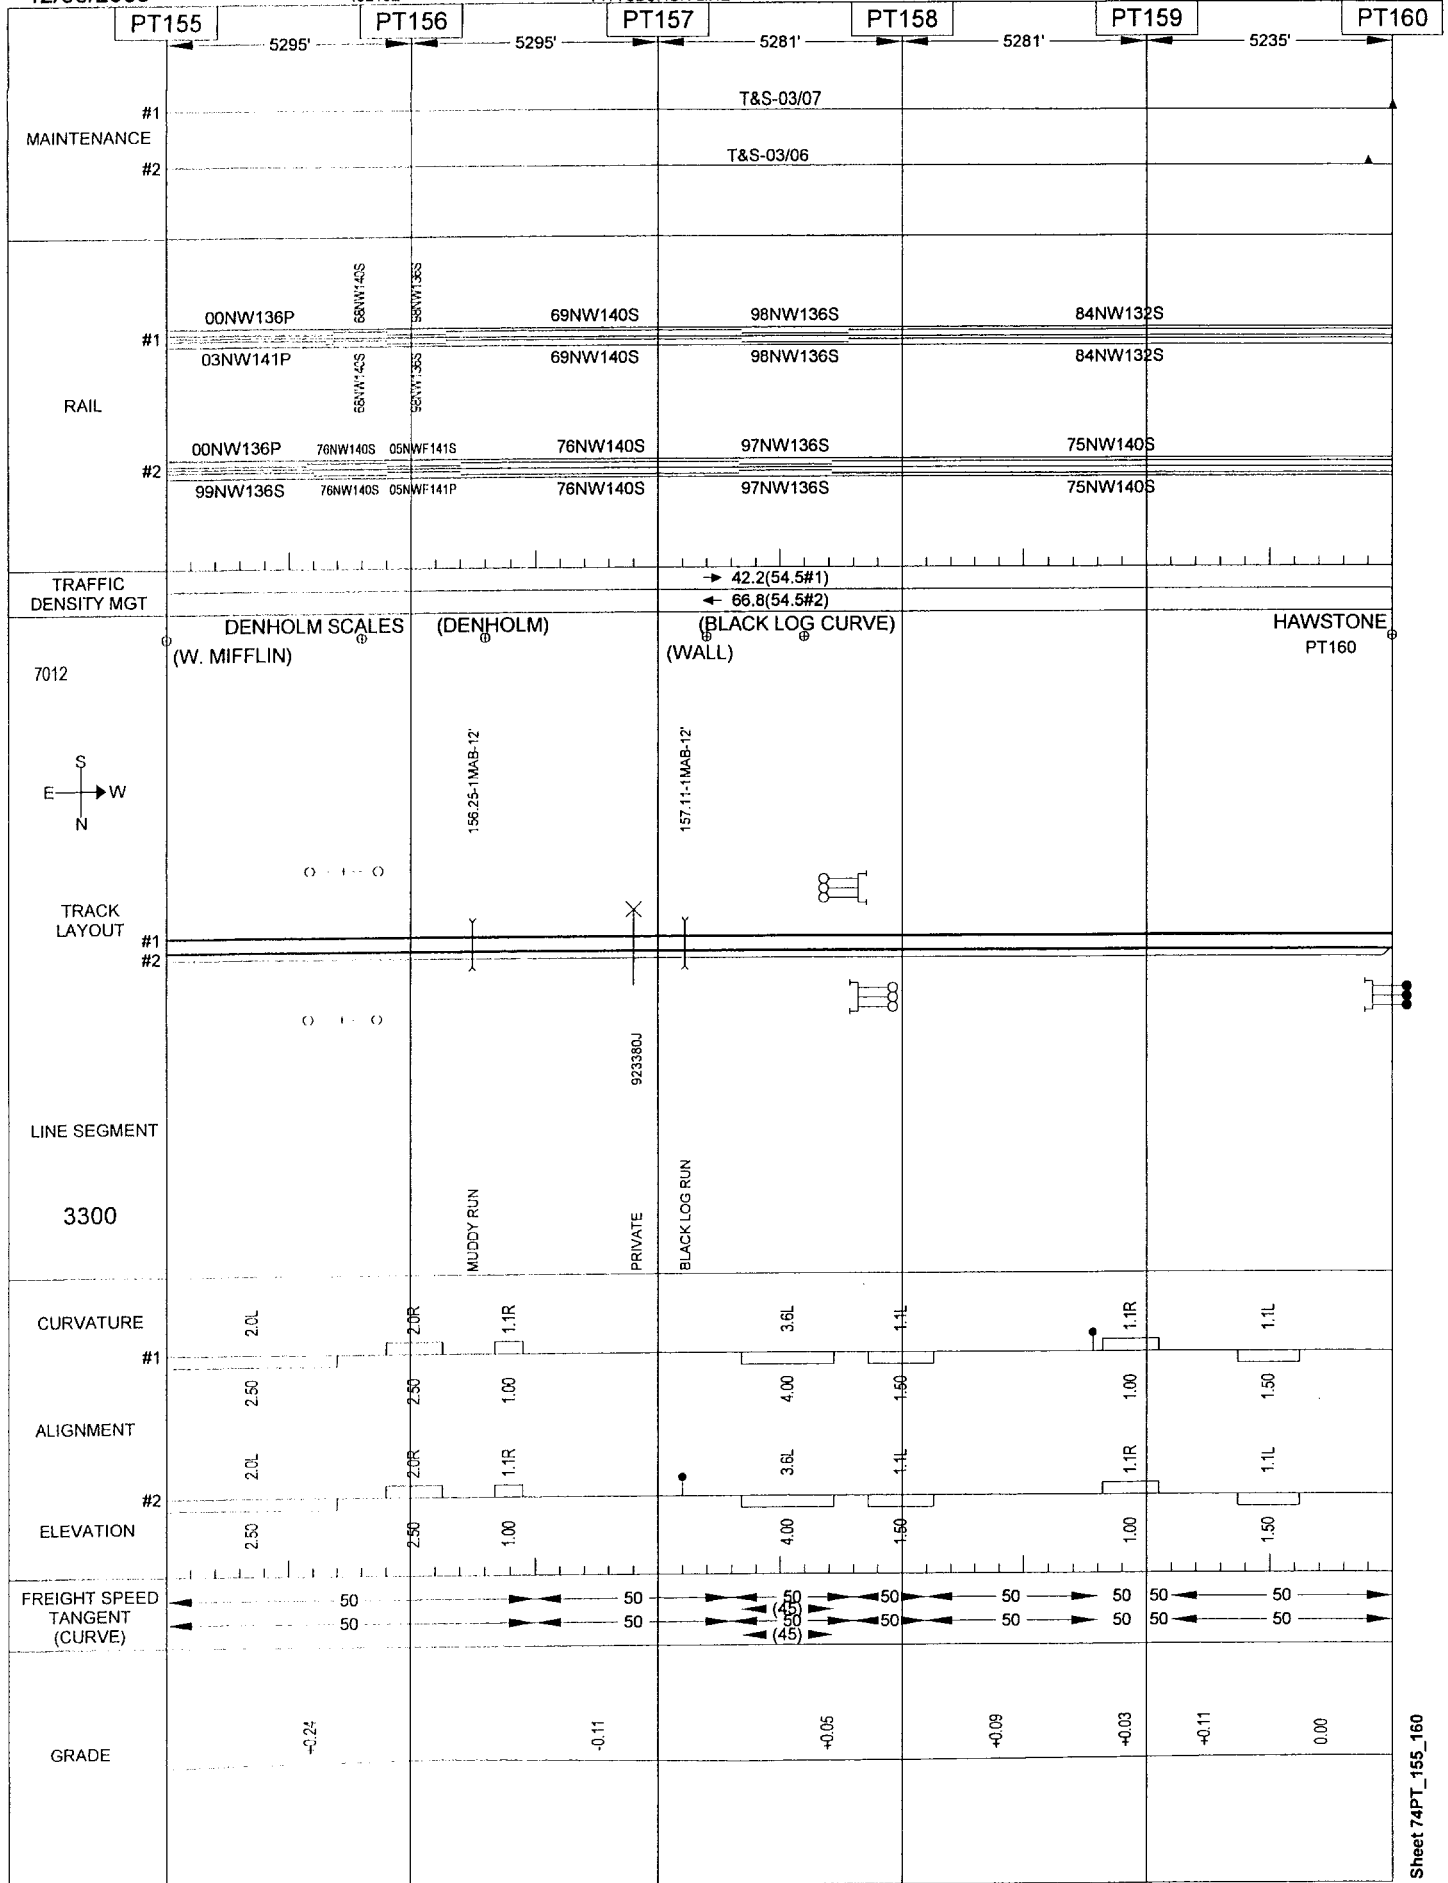 PT155 PT156 PT157 PT158 PT159 PT160
5295' 5295' 5281' 5281' 5235'
#1 T&S-03/07
MAINTENANCE
#2 T&S-03/06
68NW140S 98NW136S
00NW136P 69NW140S 98NW136S 84NW132S
#1
03NW141P 69NW140S 98NW136S 84NW132S
68NW140S 98NW136S
RAIL
00NW136P 76NW140S 05NWF141S 76NW140S 97NW136S 75NW140S
#2
99NW136S 76NW140S 05NWF141P 76NW140S 97NW136S 75NW140S
TRAFFIC
DENSITY MGT
42.2(54.5#1)
66.8(54.5#2)
DENHOLM SCALES (DENHOLM) (BLACK LOG CURVE) HAWSTONE
(W. MIFFLIN) (WALL) PT160
7012
S
E W
N
156.25-1MAB-12' 157.11-1MAB-12'
TRACK
LAYOUT
#1
#2
923380J
LINE SEGMENT
3300
MUDDY RUN PRIVATE BLACK LOG RUN
CURVATURE 2.0L 2.0R 1.1R 3.6L 1.1L 1.1R 1.1L
#1
2.50 2.50 1.00 4.00 1.50 1.00 1.50
ALIGNMENT
2.0L 2.0R 1.1R 3.6L 1.1L 1.1R 1.1L
#2
ELEVATION 2.50 2.50 1.00 4.00 1.50 1.00 1.50
FREIGHT SPEED
TANGENT
(CURVE)
50 50 50 50 50 50 50 50
(45)
50 50 50 50 50 50 50 50
(45)
GRADE +0.24 -0.11 +0.05 +0.09 +0.03 +0.11 0.00
Sheet 74PT_155_160